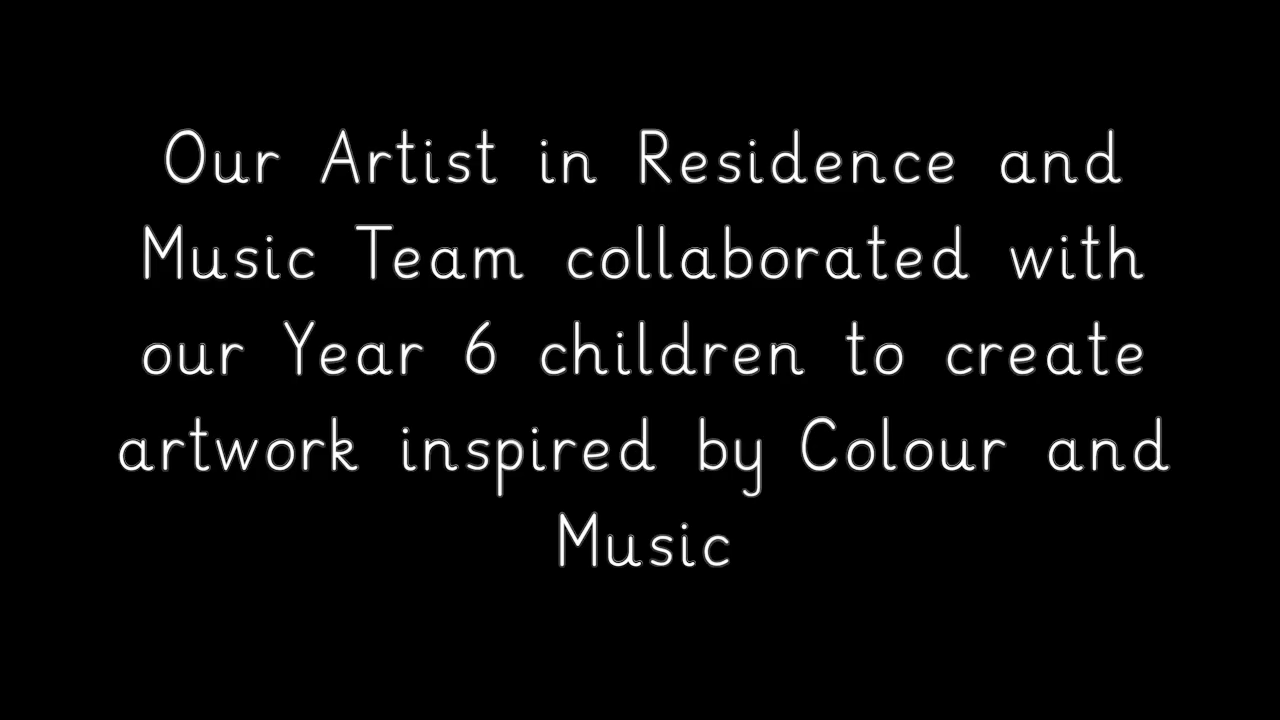 Our Artist in Residence and
Music Team collaborated with
our Year 6 children to create
artwork inspired by Colour and
Music